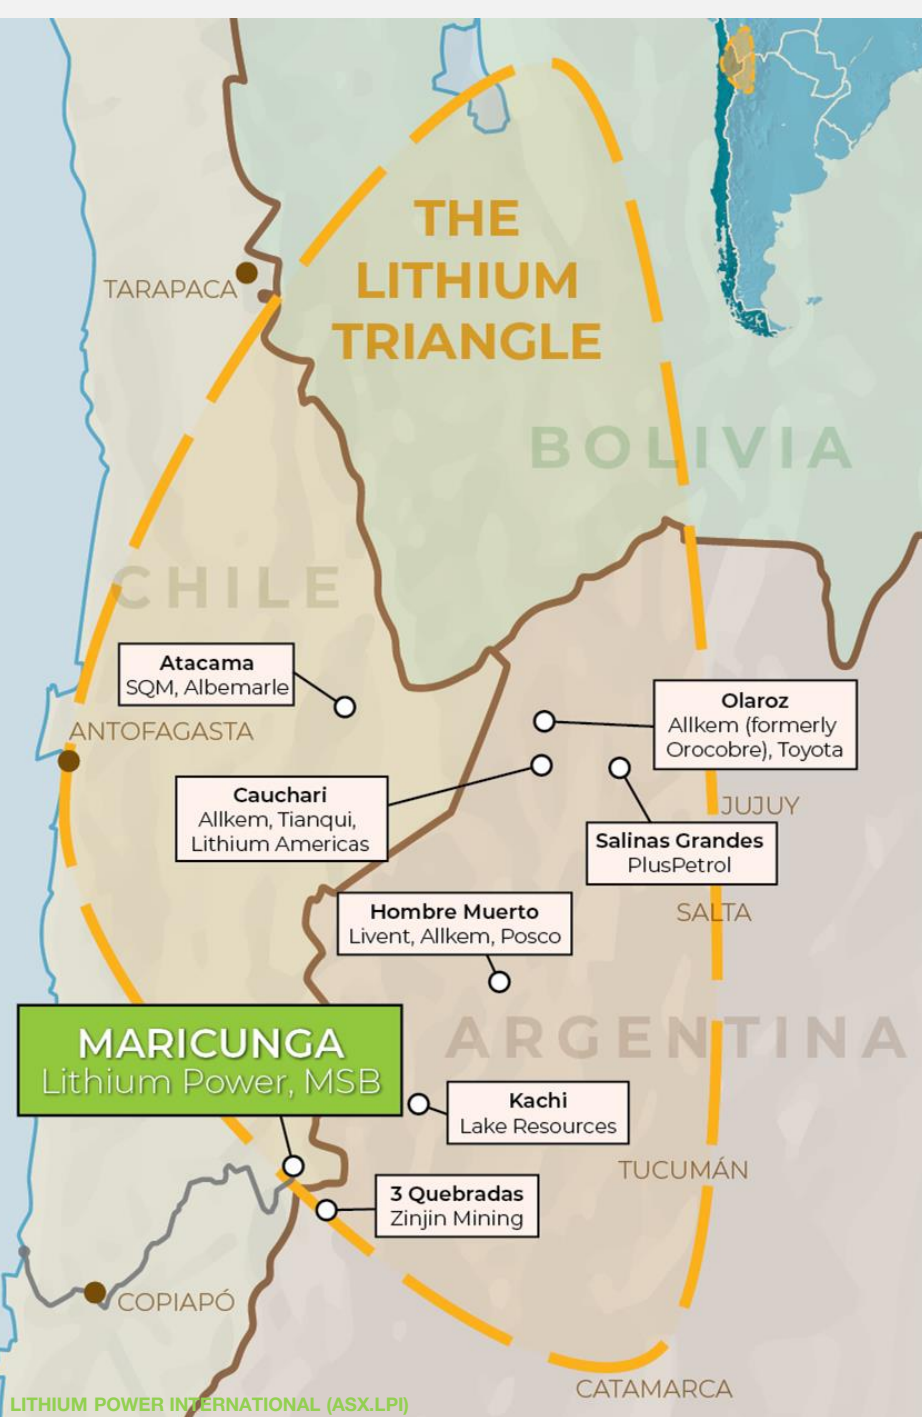 THE
LITHIUM
TRIANGLE
TARAPACA
BOLIVIA
CHILE
Atacama
SQM, Albemarle
ANTOFAGASTA
Olaroz
Allkem (formerly
Orocobre), Toyota
Cauchari
Allkem, Tianqui,
Lithium Americas
JUJUY
Salinas Grandes
PlusPetrol
SALTA
Hombre Muerto
Livent, Allkem, Posco
ARGENTINA
MARICUNGA
Lithium Power, MSB
Kachi
Lake Resources
TUCUMÁN
3 Quebradas
Zinjin Mining
COPIAPÓ
CATAMARCA
LITHIUM POWER INTERNATIONAL (ASX.LPI)